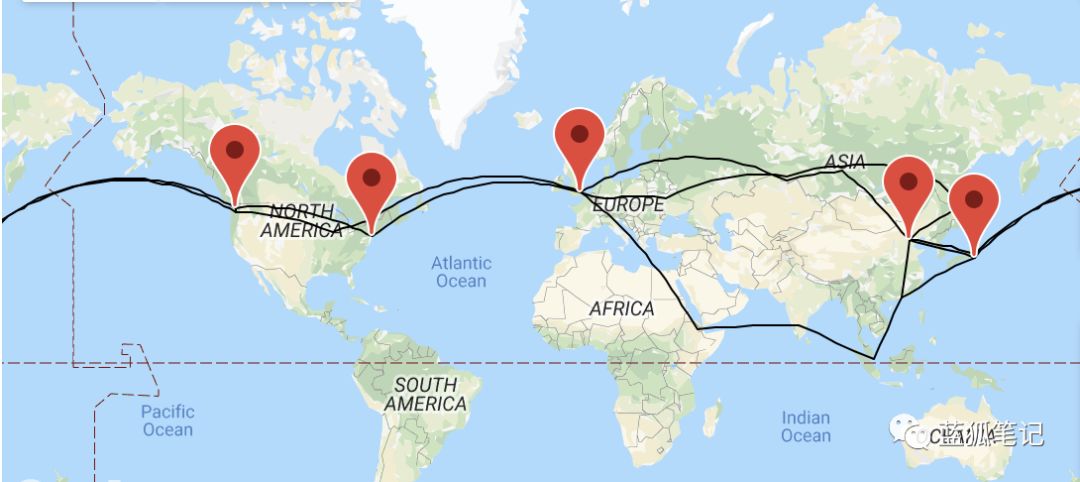 ASIA
NORTH
AMERICA
EUROPE
Atlantic
Ocean
AFRICA
SOUTH
AMERICA
Pacific
Ocean
Indian
Ocean
蓝狐笔记